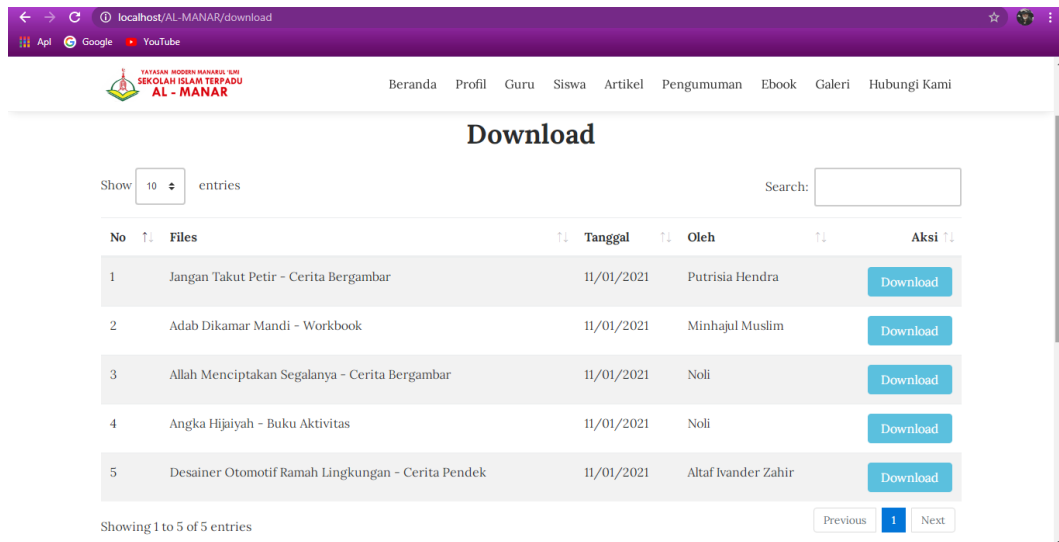 localhost/AL-MANAR/download
Apl Google YouTube
YAYASAN MODERN MANARUL 'ILMI
SEKOLAH ISLAM TERPADU
AL - MANAR
Beranda Profil Guru Siswa Artikel Pengumuman Ebook Galeri Hubungi Kami
Download
Show 10 entries Search:
No Files Tanggal Oleh Aksi
1 Jangan Takut Petir - Cerita Bergambar 11/01/2021 Putrisia Hendra Download
2 Adab Dikamar Mandi - Workbook 11/01/2021 Minhajul Muslim Download
3 Allah Menciptakan Segalanya - Cerita Bergambar 11/01/2021 Noli Download
4 Angka Hijaiyah - Buku Aktivitas 11/01/2021 Noli Download
5 Desainer Otomotif Ramah Lingkungan - Cerita Pendek 11/01/2021 Altaf Ivander Zahir Download
Showing 1 to 5 of 5 entries Previous 1 Next